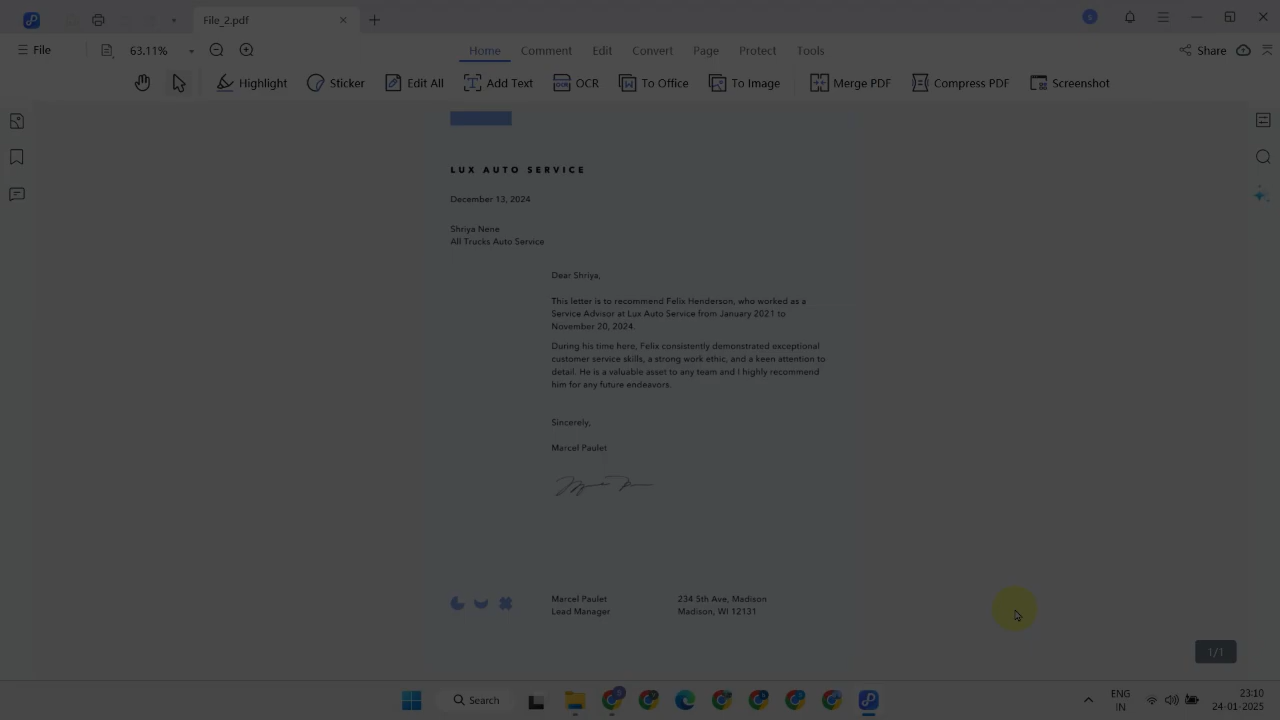 File_2.pdf
File
63.11%
Home
Comment
Edit
Convert
Page
Protect
Tools
Share
Highlight
Sticker
Edit All
Add Text
OCR
To Office
To Image
Merge PDF
Compress PDF
Screenshot
LUX AUTO SERVICE
December 13, 2024
Shriya Nene
All Trucks Auto Service
Dear Shriya,
This letter is to recommend Felix Henderson, who worked as a
Service Advisor at Lux Auto Service from January 2021 to
November 20, 2024.
During his time here, Felix consistently demonstrated exceptional
customer service skills, a strong work ethic, and a keen attention to
detail. He is a valuable asset to any team and I highly recommend
him for any future endeavors.
Sincerely,
Marcel Paulet
Marcel Paulet
Lead Manager
234 5th Ave, Madison
Madison, WI 12131
1/1
Search
ENG
IN
23:10
24-01-2025